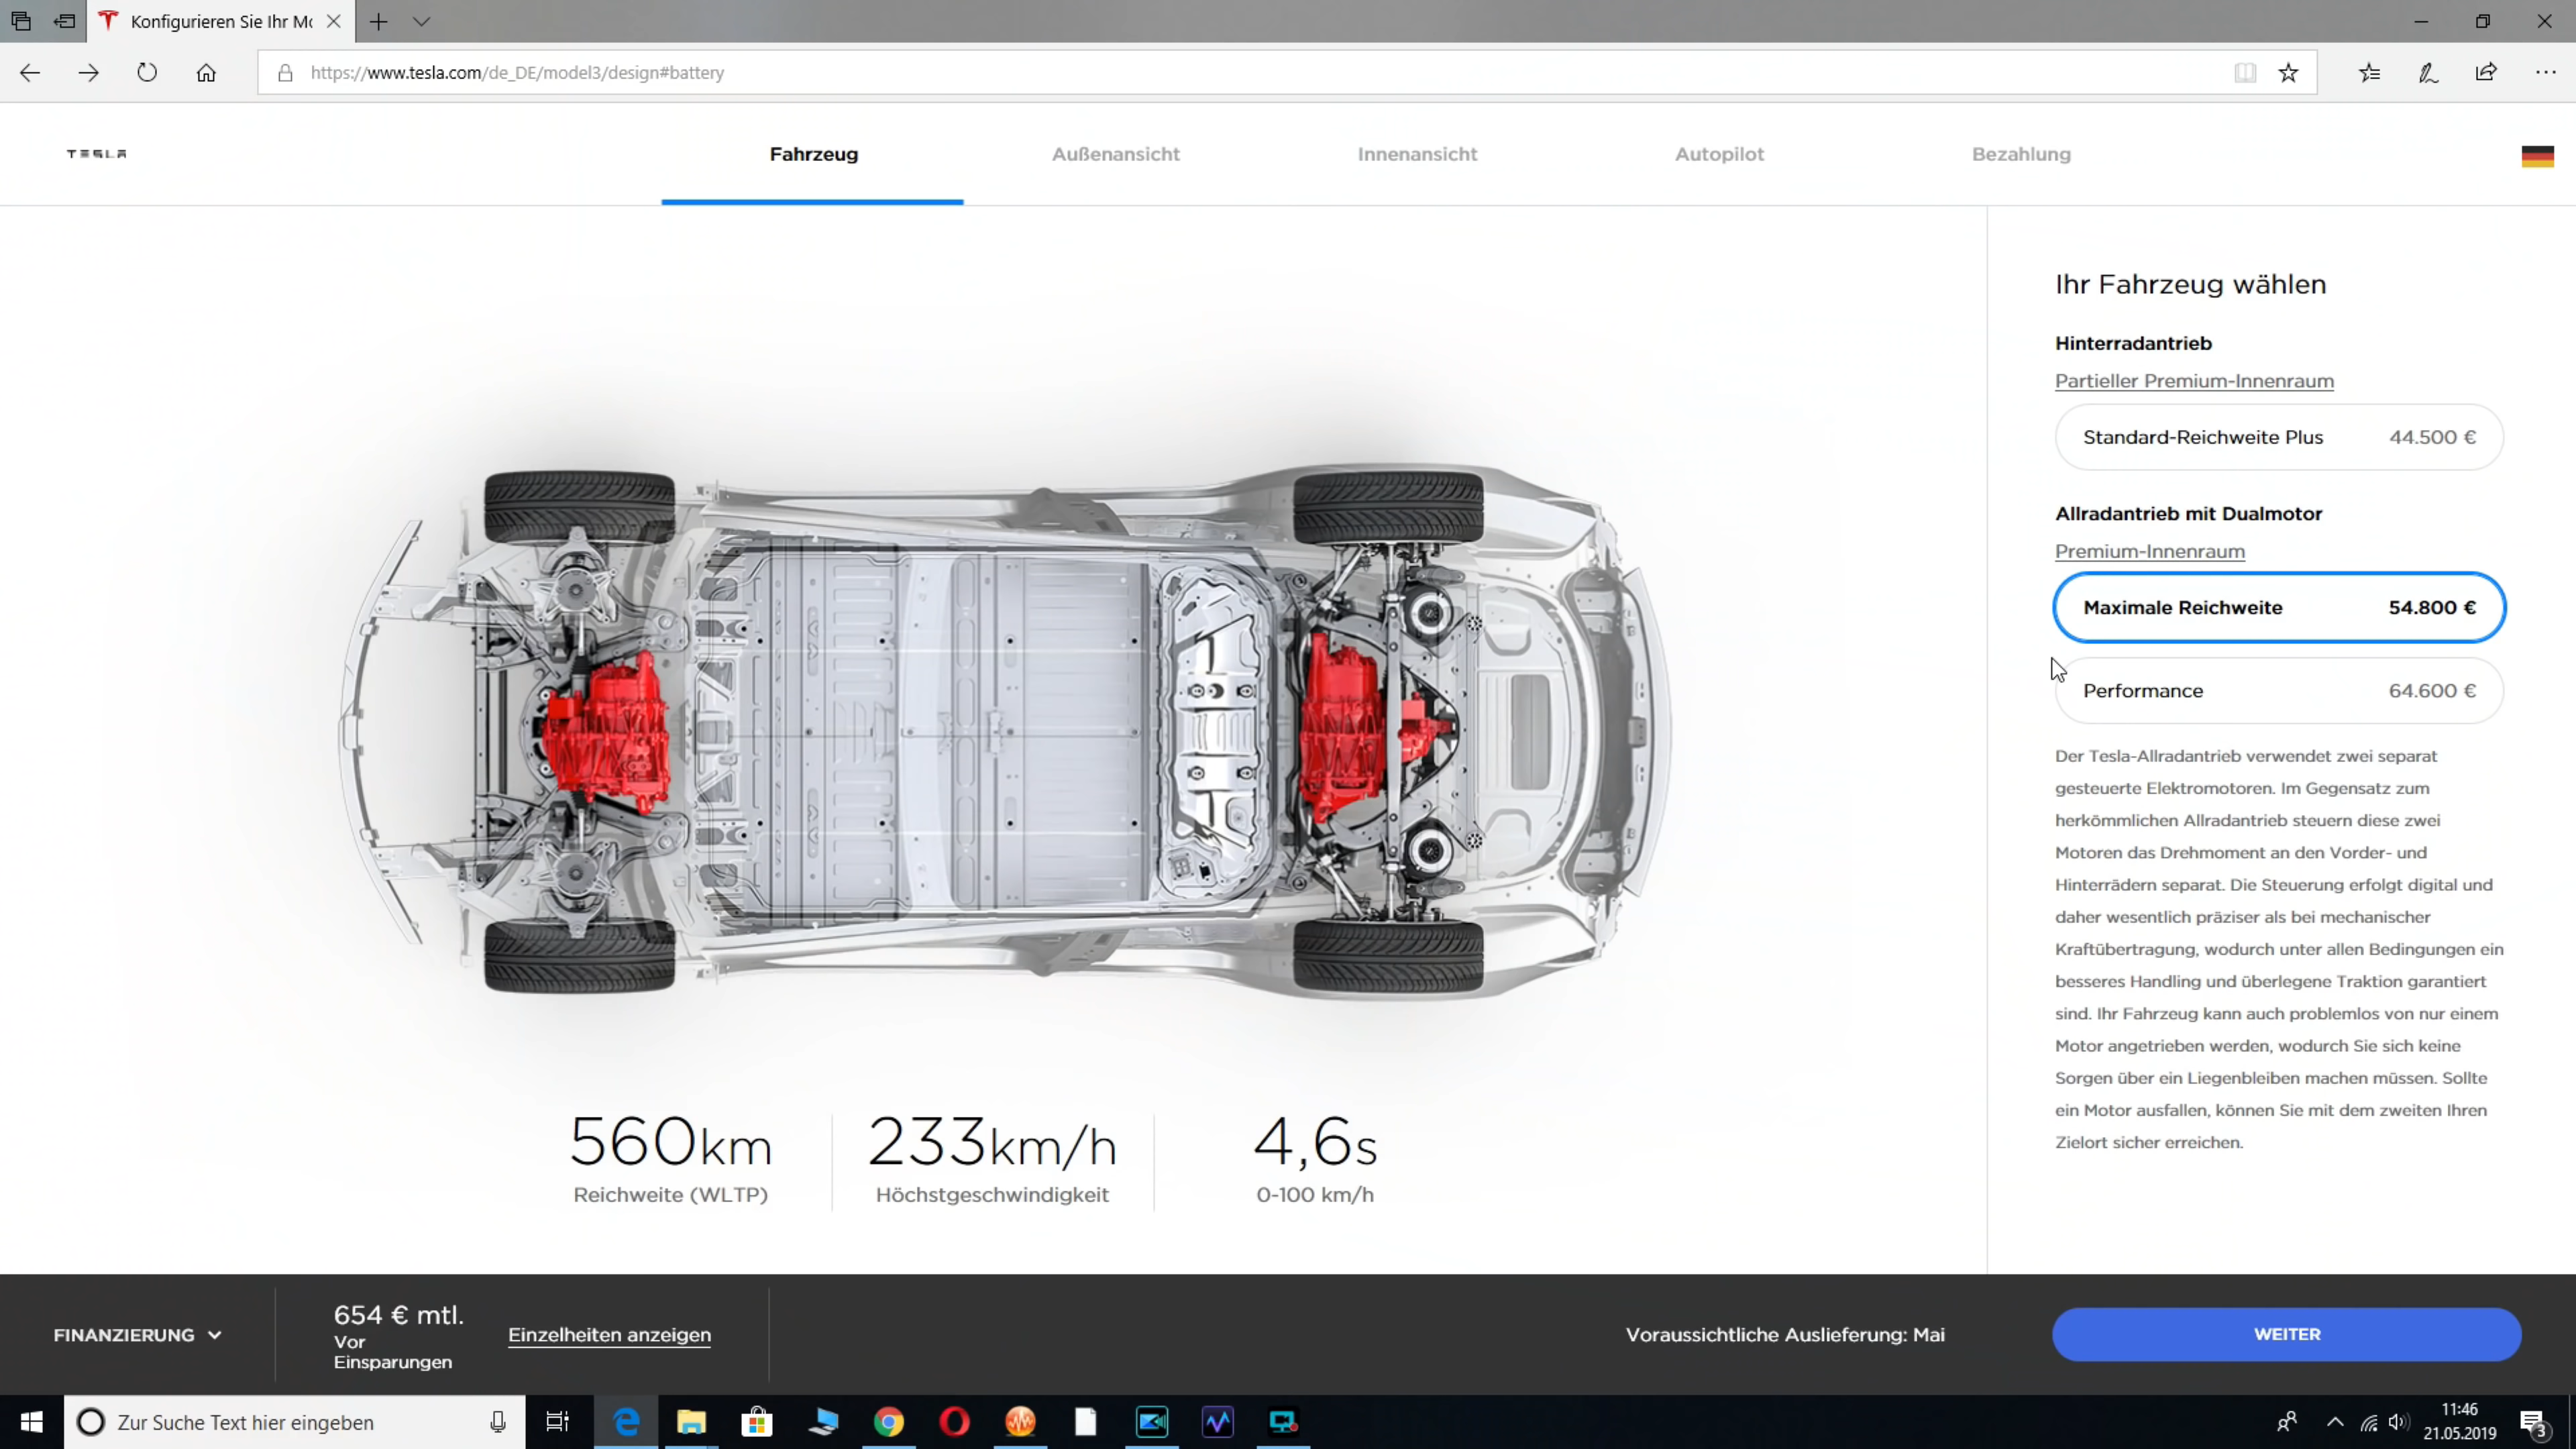 Konfigurieren Sie Ihr Mo
https://www.tesla.com/de_DE/model3/design#battery
TESLA
Fahrzeug
Außenansicht
Innenansicht
Autopilot
Bezahlung
Ihr Fahrzeug wählen
Hinterradantrieb
Partieller Premium-Innenraum
Standard-Reichweite Plus 44.500 €
Allradantrieb mit Dualmotor
Premium-Innenraum
Maximale Reichweite 54.800 €
Performance 64.600 €
Der Tesla-Allradantrieb verwendet zwei separat
gesteuerte Elektromotoren. Im Gegensatz zum
herkömmlichen Allradantrieb steuern diese zwei
Motoren das Drehmoment an den Vorder- und
Hinterrädern separat. Die Steuerung erfolgt digital und
daher wesentlich präziser als bei mechanischer
Kraftübertragung, wodurch unter allen Bedingungen ein
besseres Handling und überlegene Traktion garantiert
sind. Ihr Fahrzeug kann auch problemlos von nur einem
Motor angetrieben werden, wodurch Sie sich keine
Sorgen über ein Liegenbleiben machen müssen. Sollte
ein Motor ausfallen, können Sie mit dem zweiten Ihren
Zielort sicher erreichen.
560km
Reichweite (WLTP)
233km/h
Höchstgeschwindigkeit
4,6s
0-100 km/h
FINANZIERUNG
654 € mtl.
Vor
Einsparungen
Einzelheiten anzeigen
Voraussichtliche Auslieferung: Mai
WEITER
Zur Suche Text hier eingeben
11:46
21.05.2019
3